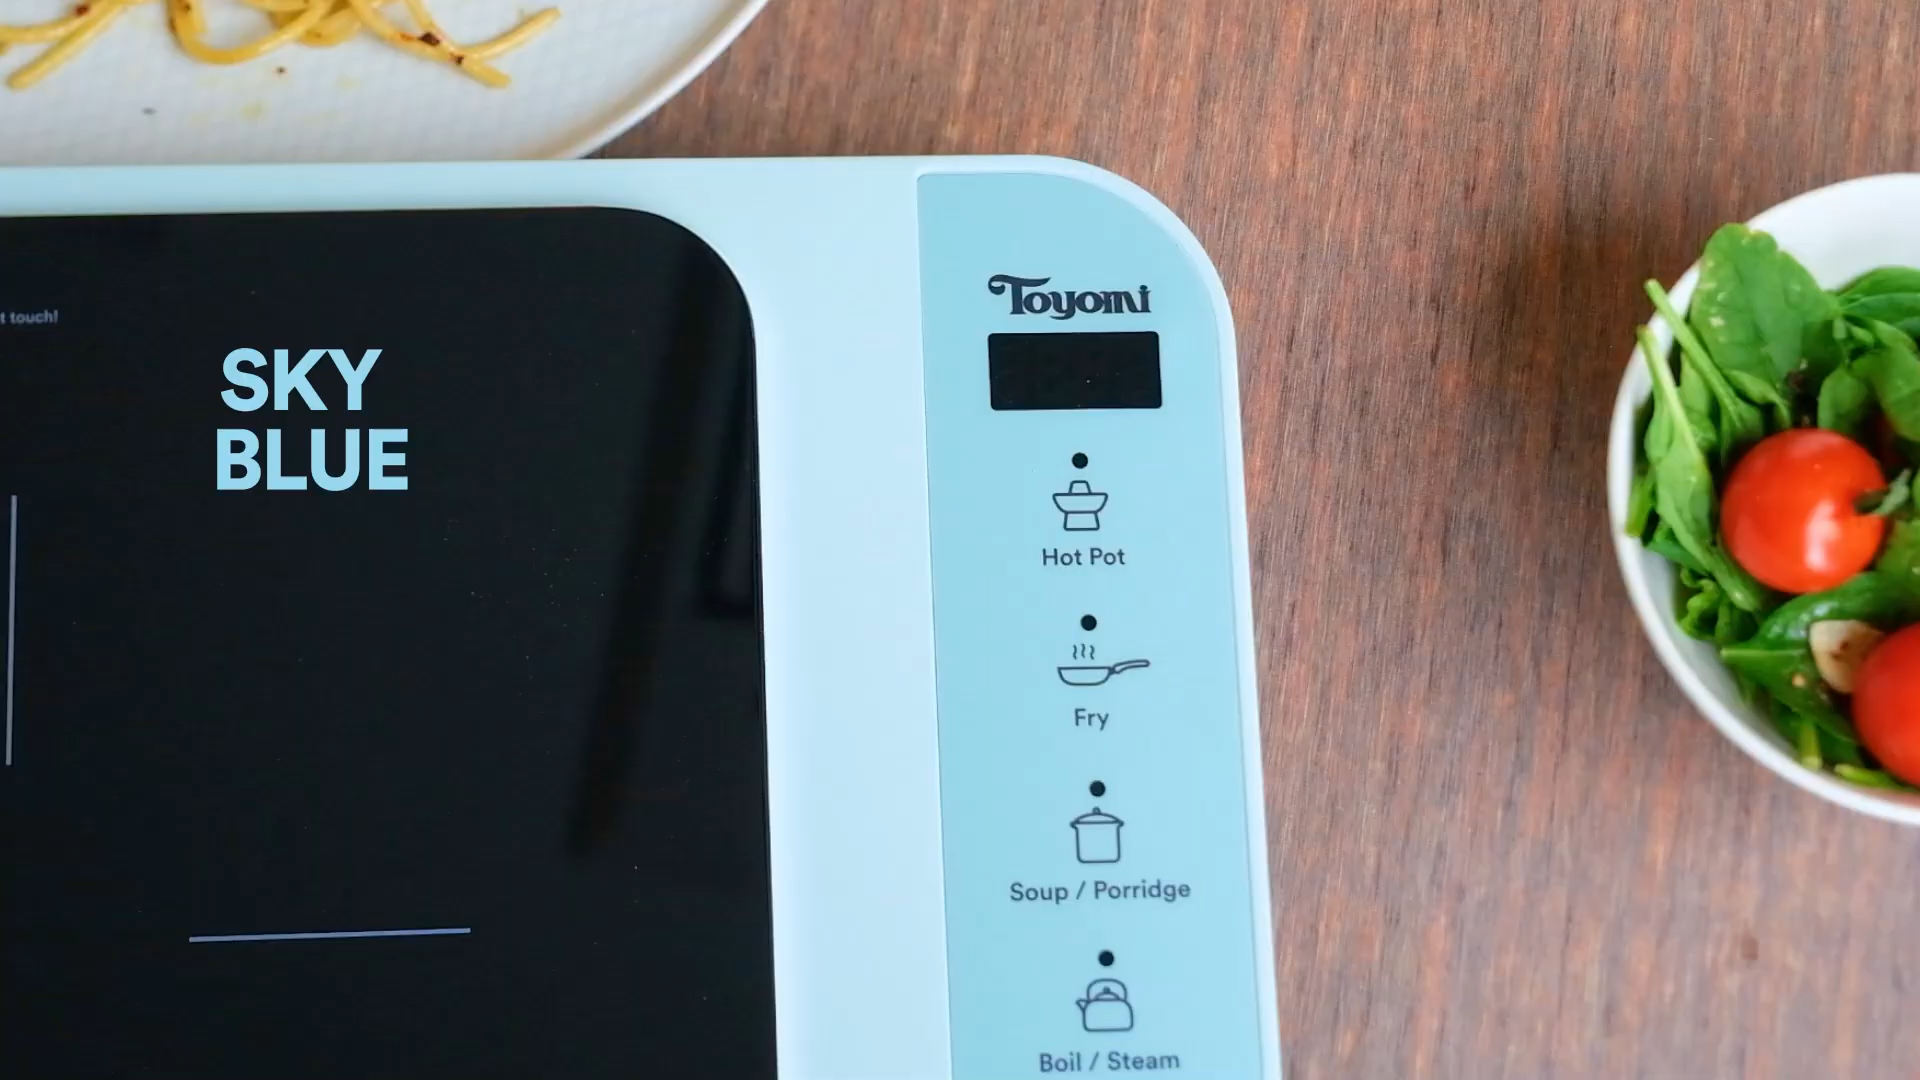 Toyomi
t touch!
SKY
BLUE
Hot Pot
Fry
Soup / Porridge
Boil / Steam